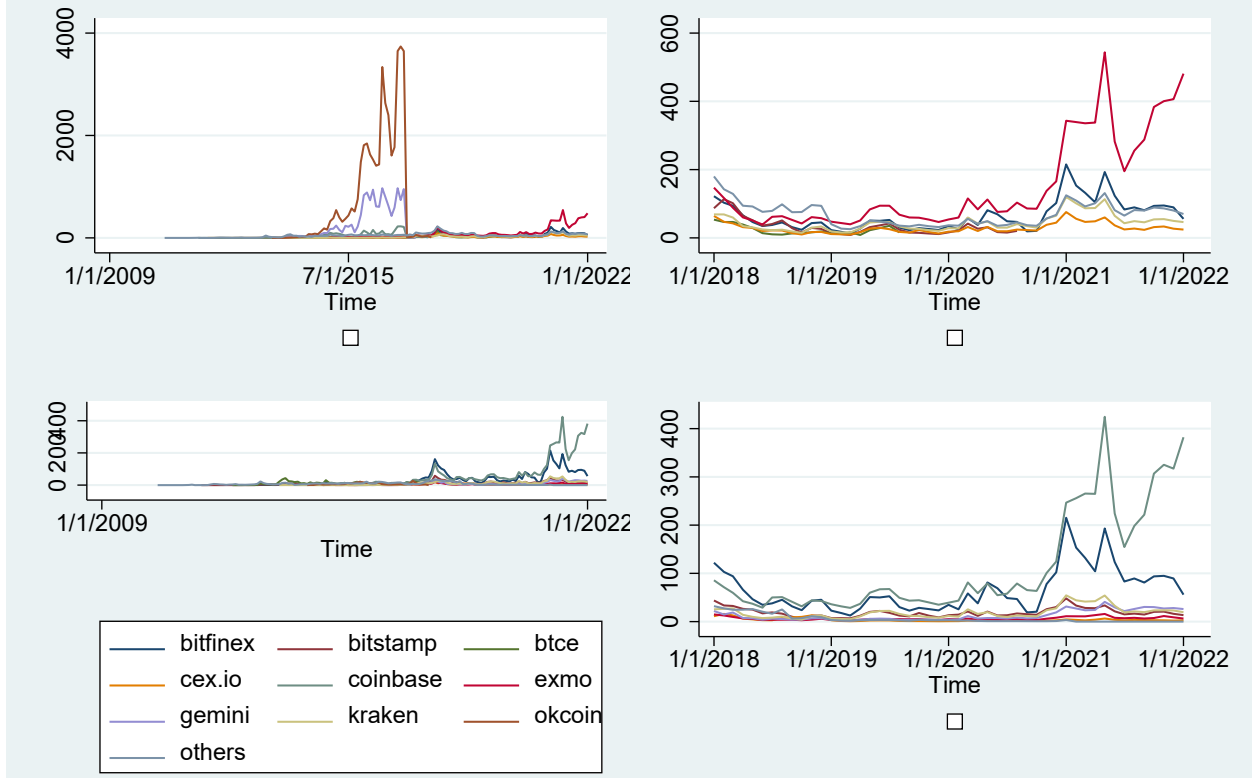 4000
2000
0
1/1/2009 7/1/2015 1/1/2022
Time
600
400
200
0
1/1/2018 1/1/2019 1/1/2020 1/1/2021 1/1/2022
Time
400
200
0
1/1/2009 1/1/2022
Time
400
300
200
100
0
1/1/2018 1/1/2019 1/1/2020 1/1/2021 1/1/2022
Time
bitfinex bitstamp btce
cex.io coinbase exmo
gemini kraken okcoin
others